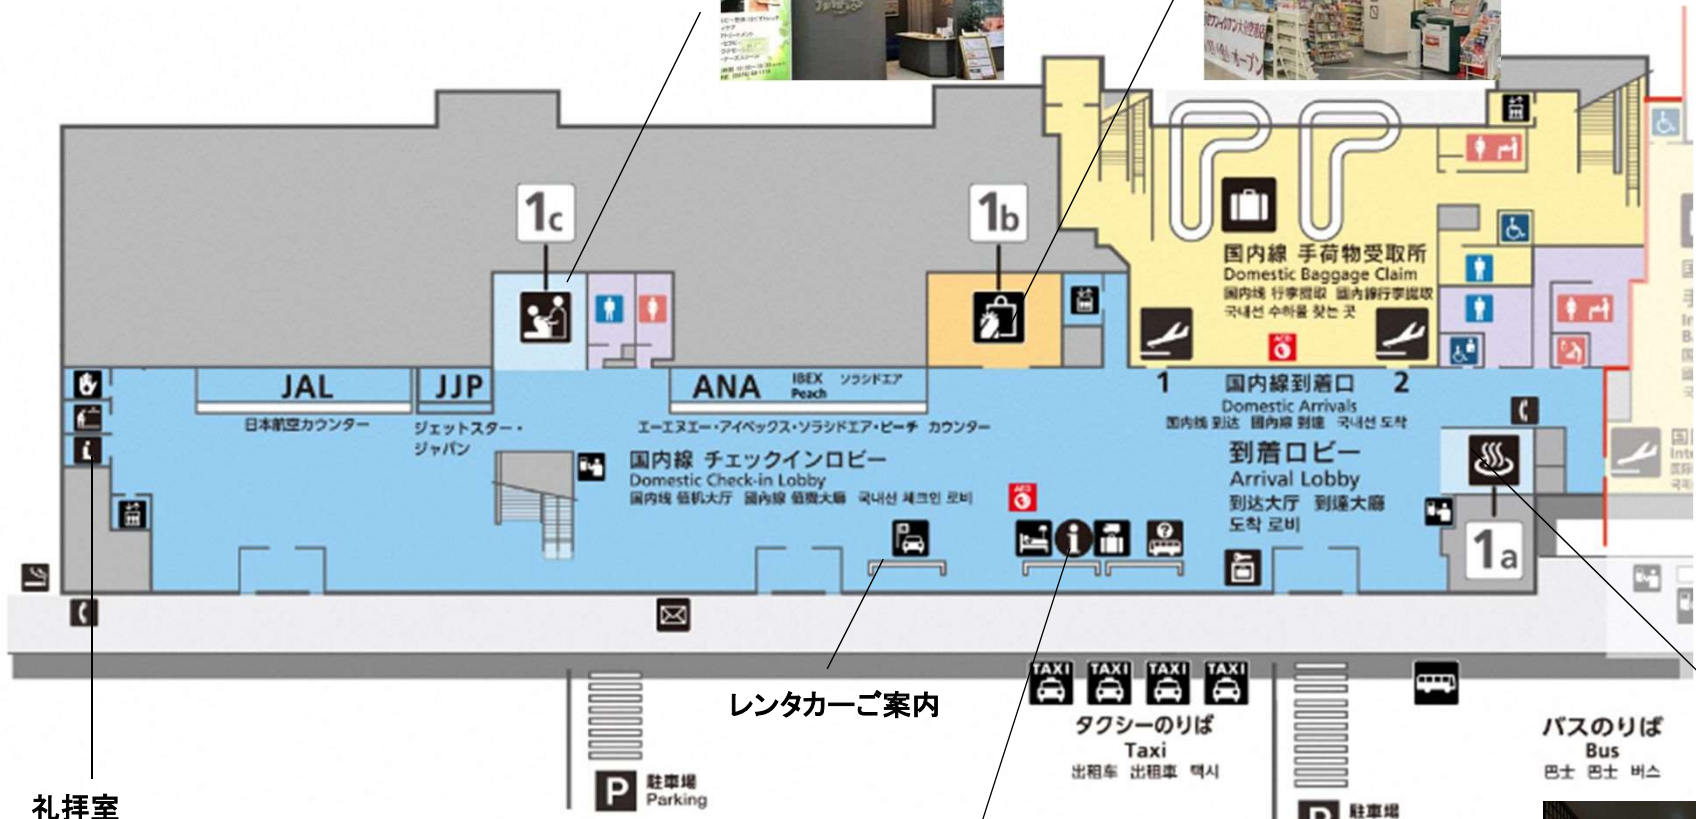 1c
1b
国内線 手荷物受取所
Domestic Baggage Claim
国内线 行李提取 國內線行李提取
국내선 수하물 찾는 곳
AED
1
2
国内線到着口
Domestic Arrivals
国内线 到达 國內線 到達 국내선 도착
JAL
日本航空カウンター
JJP
ジェットスター・
ジャパン
ANA
IBEX ソラシドエア
Peach
エーエヌエー・アイベックス・ソラシドエア・ピーチ カウンター
国内線 チェックインロビー
Domestic Check-in Lobby
国内线 值机大厅 國內線 值機大廳 국내선 체크인 로비
AED
到着ロビー
Arrival Lobby
到达大厅 到達大廳
도착 로비
1a
レンタカーご案内
TAXI
TAXI
TAXI
TAXI
タクシーのりば
Taxi
出租车 出租車 택시
バスのりば
Bus
巴士 巴士 버스
P
駐車場
Parking
P
駐車場
礼拝室